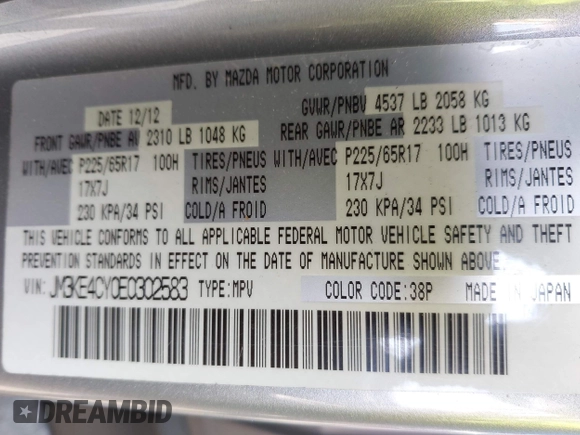 MFD. BY MAZDA MOTOR CORPORATION
DATE 12/12 GVWR/PNBV 4537 LB 2058 KG
FRONT GAWR/PNBE AV 2310 LB 1048 KG REAR GAWR/PNBE AR 2233 LB 1013 KG
WITH/AVEC P225/65R17 100H TIRES/PNEUS WITH/AVEC P225/65R17 100H TIRES/PNEUS
17X7J RIMS/JANTES 17X7J RIMS/JANTES
230 KPA/34 PSI COLD/A FROID 230 KPA/34 PSI COLD/A FROID
THIS VEHICLE CONFORMS TO ALL APPLICABLE FEDERAL MOTOR VEHICLE SAFETY AND THEFT
PREVENTION STANDARDS IN EFFECT ON THE DATE OF MANUFACTURE SHOWN ABOVE.
VIN: JM3KE4CY0E0302583 TYPE:MPV COLOR CODE:38P MADE IN JAPAN
DREAMBID